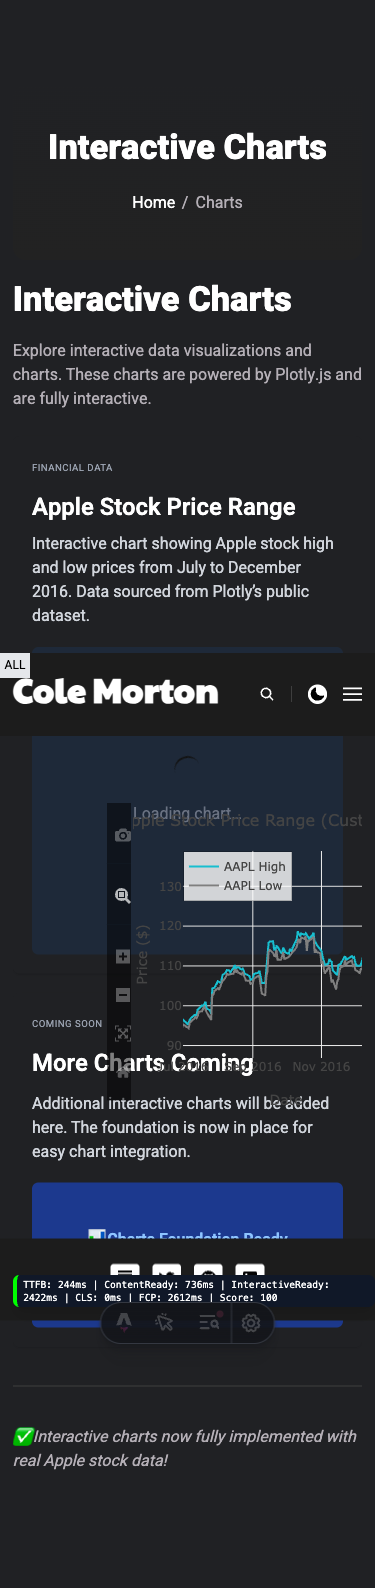 Interactive Charts
Home / Charts
Interactive Charts
Explore interactive data visualizations and
charts. These charts are powered by Plotly.js and
are fully interactive.
FINANCIAL DATA
Apple Stock Price Range
Interactive chart showing Apple stock high
and low prices from July to December
2016. Data sourced from Plotly’s public
dataset.
ALL
Cole Morton
Loading chart...
Apple Stock Price Range (Cust
AAPL High
AAPL Low
130
120
110
100
90
Price ($)
Jul 2016 Sep 2016 Nov 2016
Date
COMING SOON
More Charts Coming
Additional interactive charts will be added
here. The foundation is now in place for
easy chart integration.
Charts Foundation Ready
TTFB: 244ms | ContentReady: 736ms | InteractiveReady:
2422ms | CLS: 0ms | FCP: 2612ms | Score: 100
Interactive charts now fully implemented with
real Apple stock data!